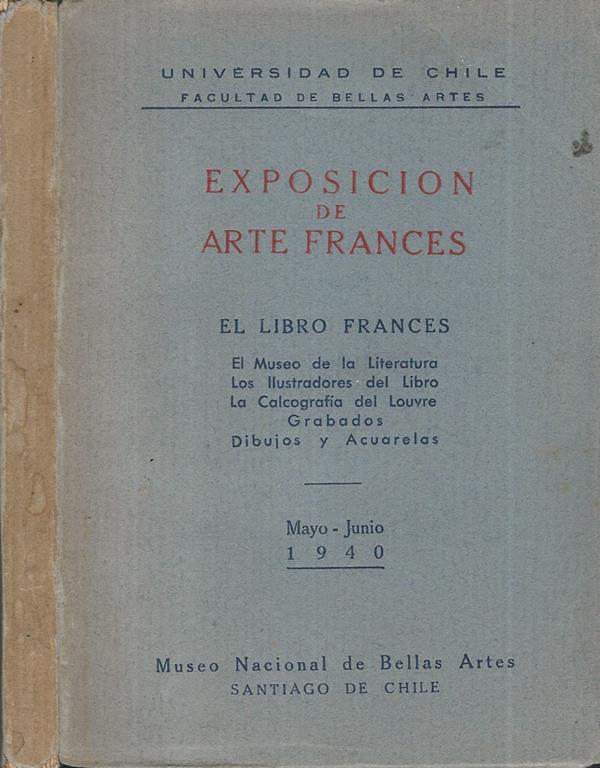 UNIVERSIDAD DE CHILE
FACULTAD DE BELLAS ARTES
EXPOSICION
DE
ARTE FRANCES
EL LIBRO FRANCES
El Museo de la Literatura
Los Ilustradores del Libro
La Calcografía del Louvre
Grabados
Dibujos y Acuarelas
Mayo - Junio
1940
Museo Nacional de Bellas Artes
SANTIAGO DE CHILE